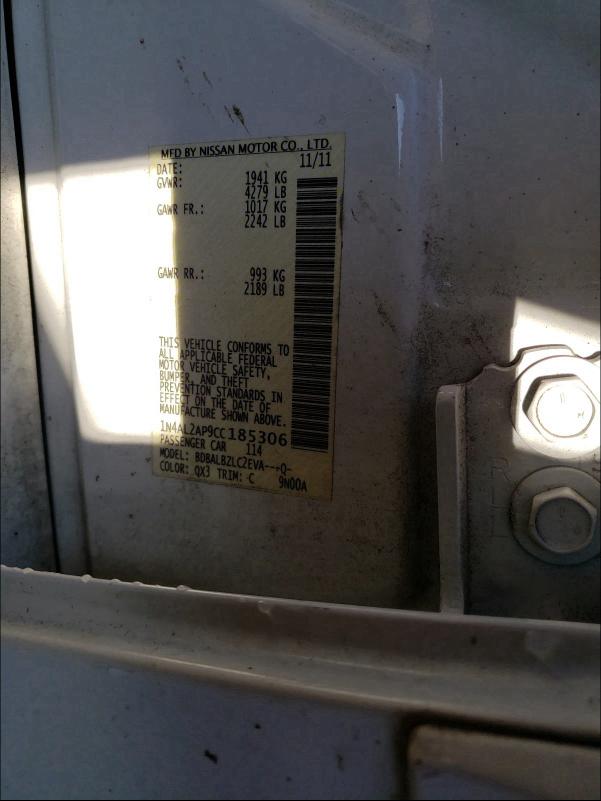 MFD BY NISSAN MOTOR CO., LTD.
DATE: 11/11
GVWR: 1941 KG
4279 LB
GAWR FR.: 1017 KG
2242 LB
GAWR RR.: 993 KG
2189 LB
THIS VEHICLE CONFORMS TO
ALL APPLICABLE FEDERAL
MOTOR VEHICLE SAFETY,
BUMPER, AND THEFT
PREVENTION STANDARDS IN
EFFECT ON THE DATE OF
MANUFACTURE SHOWN ABOVE.
1N4AL2AP9CC185306
PASSENGER CAR 114
MODEL: BDBALBZLC2EVA---Q-
COLOR: QX3 TRIM: C 9N00A